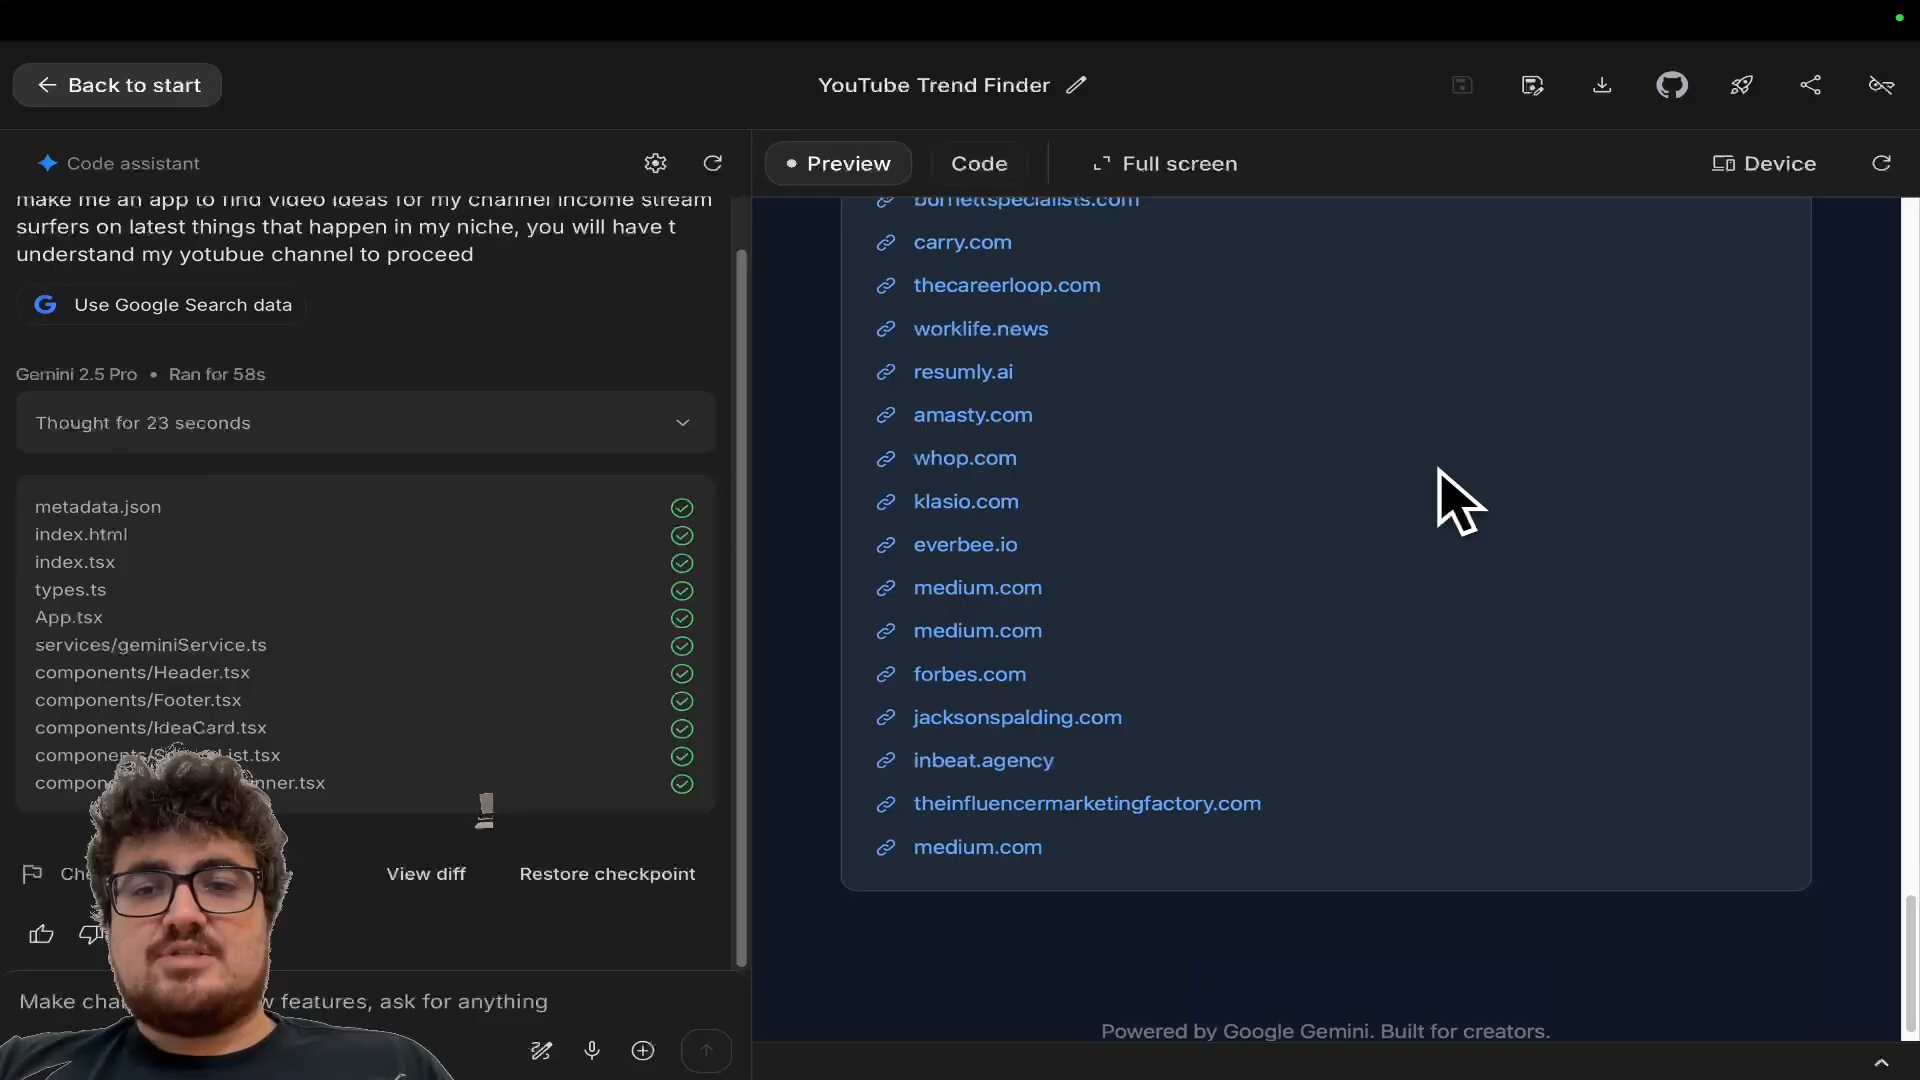 Back to start
YouTube Trend Finder
Code assistant
Preview
Code
Full screen
Device
make me an app to find video ideas for my channel income stream
surfers on latest things that happen in my niche, you will have t
understand my yotubue channel to proceed
Use Google Search data
Gemini 2.5 Pro • Ran for 58s
Thought for 23 seconds
metadata.json
index.html
index.tsx
types.ts
App.tsx
services/geminiService.ts
components/Header.tsx
components/Footer.tsx
components/IdeaCard.tsx
View diff
Restore checkpoint
features, ask for anything
burnettspecialists.com
carry.com
thecareerloop.com
worklife.news
resumly.ai
amasty.com
whop.com
klasio.com
everbee.io
medium.com
medium.com
forbes.com
jacksonspalding.com
inbeat.agency
theinfluencermarketingfactory.com
medium.com
Powered by Google Gemini. Built for creators.